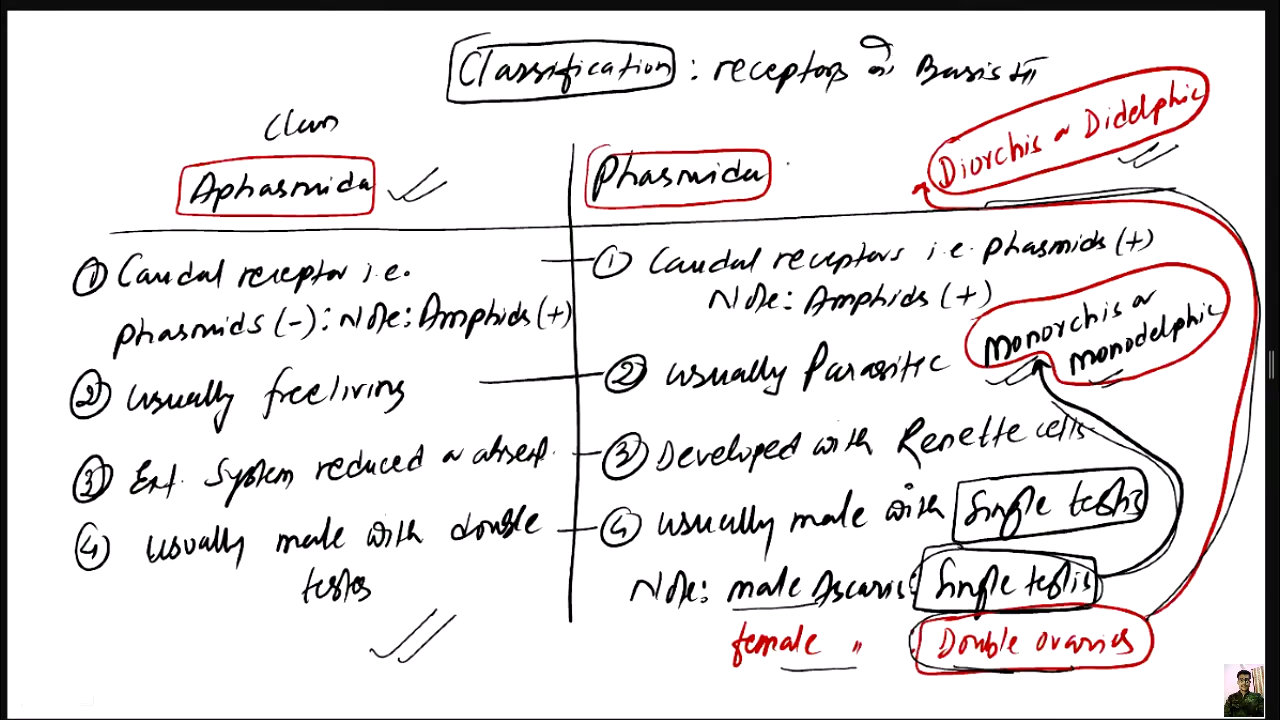 Classification : receptors के Basis पर
Class
Aphasmida
Phasmida
Diorchis or Didelphic
① Caudal receptor i.e.
phasmids (-) : Note: Amphids (+)
② usually freeliving
③ Ext. System reduced or absent.
④ usually male with double
testes
① Caudal receptors i.e. phasmids (+)
Note: Amphids (+)
Monorchis or
monodelphic
② usually Parasitic
③ Developed with Renette cells
④ usually male with Single testis
Note: male Ascaris: Single testis
female " : Double ovaries